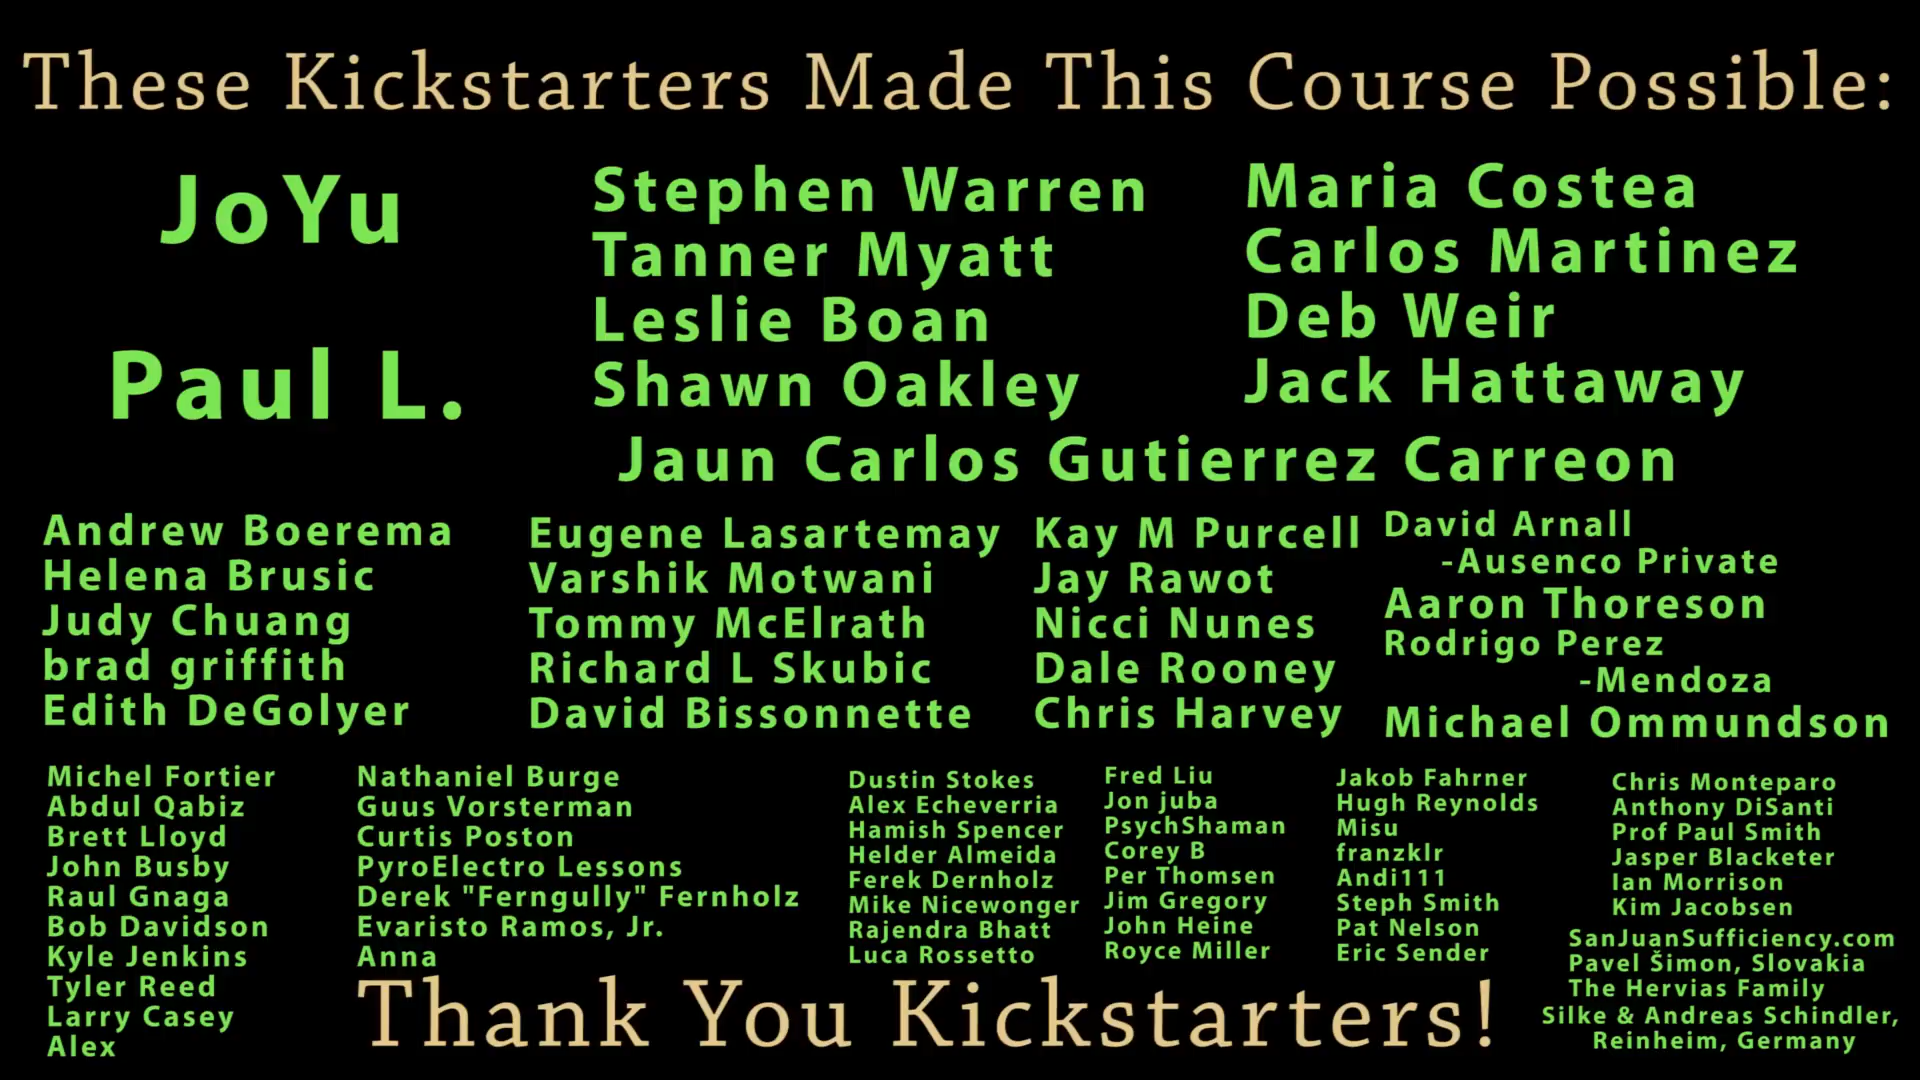 These Kickstarters Made This Course Possible:
JoYu
Paul L.
Stephen Warren
Tanner Myatt
Leslie Boan
Shawn Oakley
Maria Costea
Carlos Martinez
Deb Weir
Jack Hattaway
Jaun Carlos Gutierrez Carreon
Andrew Boerema
Helena Brusic
Judy Chuang
brad griffith
Edith DeGolyer
Eugene Lasartemay
Varshik Motwani
Tommy McElrath
Richard L Skubic
David Bissonnette
Kay M Purcell
Jay Rawot
Nicci Nunes
Dale Rooney
Chris Harvey
David Arnall
-Ausenco Private
Aaron Thoreson
Rodrigo Perez
-Mendoza
Michael Ommundson
Michel Fortier
Abdul Qabiz
Brett Lloyd
John Busby
Raul Gnaga
Bob Davidson
Kyle Jenkins
Tyler Reed
Larry Casey
Alex
Nathaniel Burge
Guus Vorsterman
Curtis Poston
PyroElectro Lessons
Derek "Ferngully" Fernholz
Evaristo Ramos, Jr.
Anna
Dustin Stokes
Alex Echeverria
Hamish Spencer
Helder Almeida
Ferek Dernholz
Mike Nicewonger
Rajendra Bhatt
Luca Rossetto
Fred Liu
Jon juba
PsychShaman
Corey B
Per Thomsen
Jim Gregory
John Heine
Royce Miller
Jakob Fahrner
Hugh Reynolds
Misu
franzklr
Andi111
Steph Smith
Pat Nelson
Eric Sender
Chris Monteparo
Anthony DiSanti
Prof Paul Smith
Jasper Blacketer
Ian Morrison
Kim Jacobsen
SanJuanSufficiency.com
Pavel Šimon, Slovakia
The Hervias Family
Silke & Andreas Schindler,
Reinheim, Germany
Thank You Kickstarters!